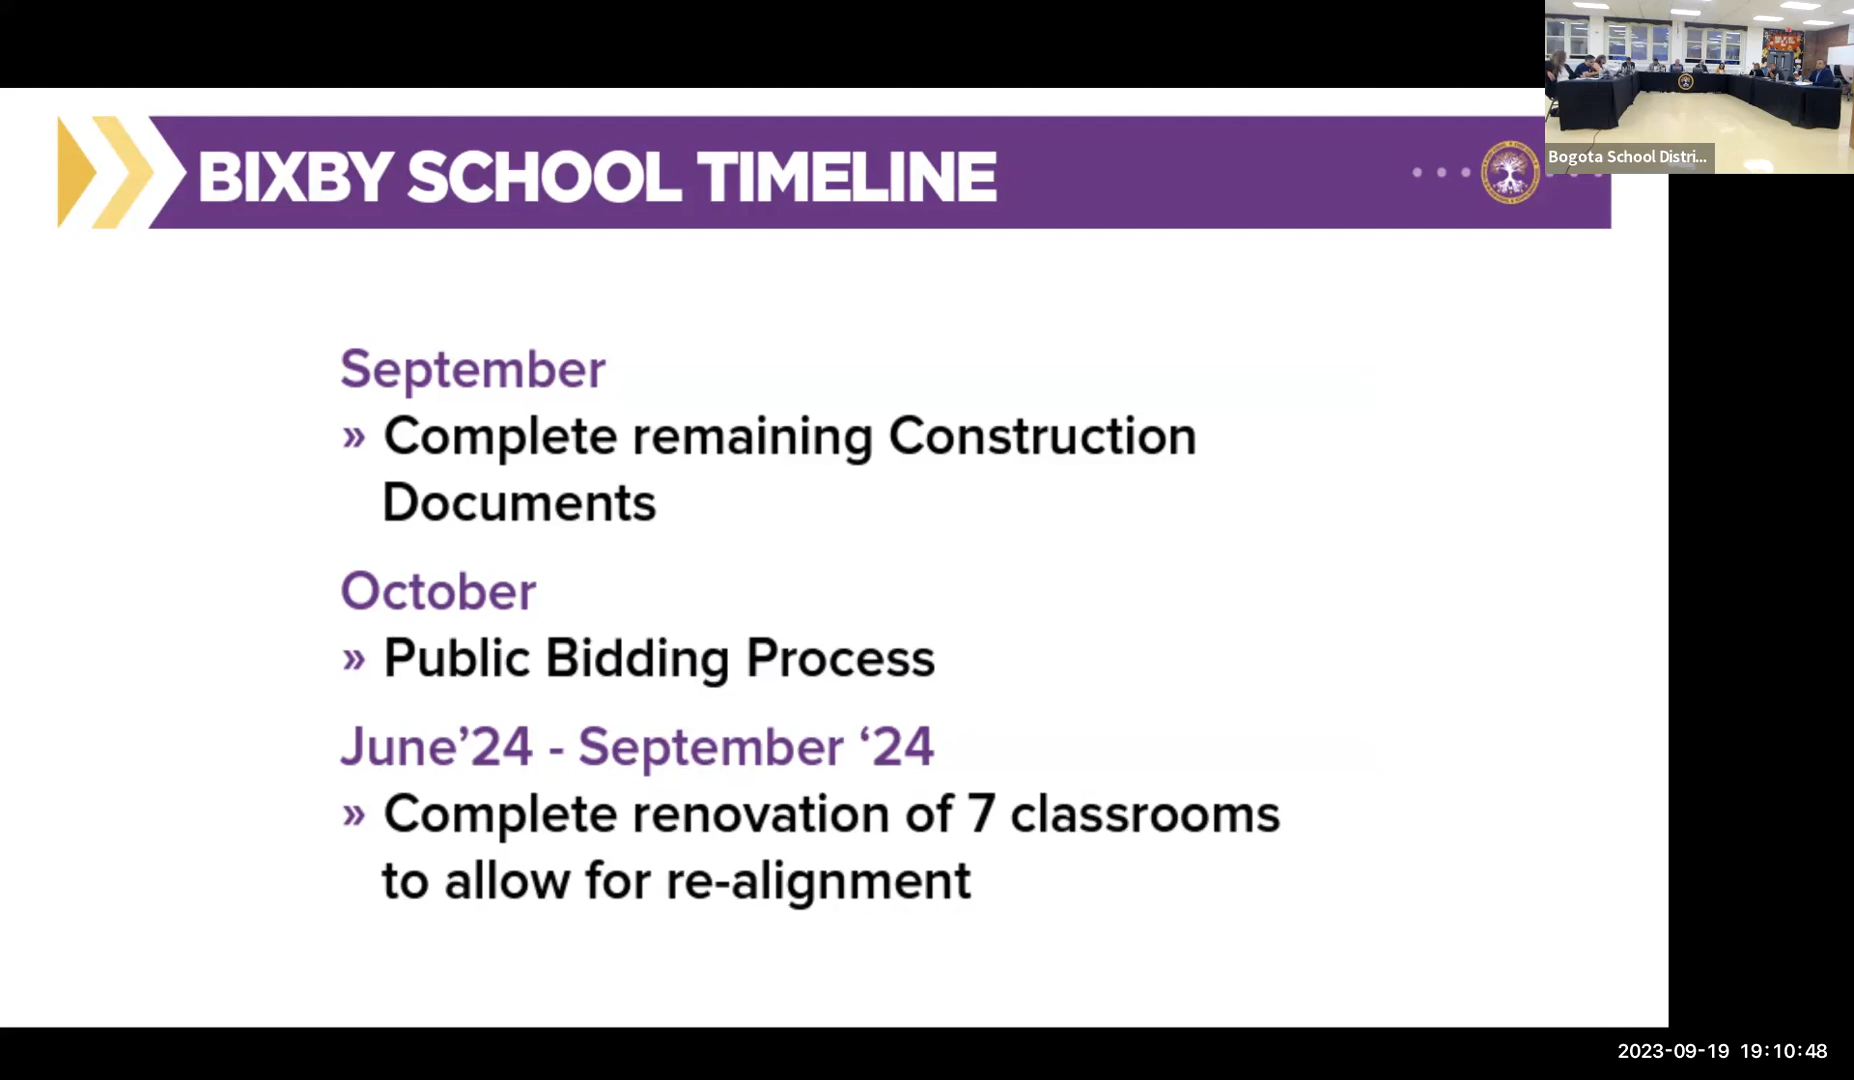 Bogota School Distri...
BIXBY SCHOOL TIMELINE
September
» Complete remaining Construction
Documents
October
» Public Bidding Process
June’24 - September ‘24
» Complete renovation of 7 classrooms
to allow for re-alignment
2023-09-19 19:10:48